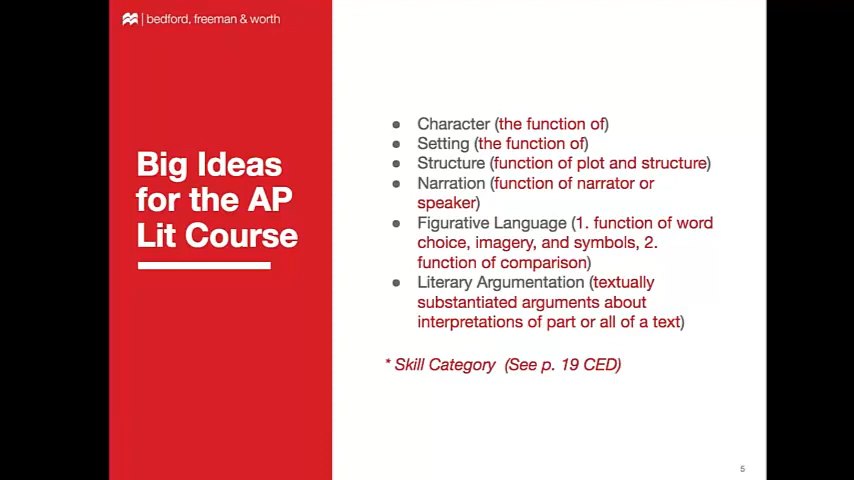 bedford, freeman & worth
Big Ideas
for the AP
Lit Course
● Character (the function of)
● Setting (the function of)
● Structure (function of plot and structure)
● Narration (function of narrator or
speaker)
● Figurative Language (1. function of word
choice, imagery, and symbols, 2.
function of comparison)
● Literary Argumentation (textually
substantiated arguments about
interpretations of part or all of a text)
* Skill Category (See p. 19 CED)
5